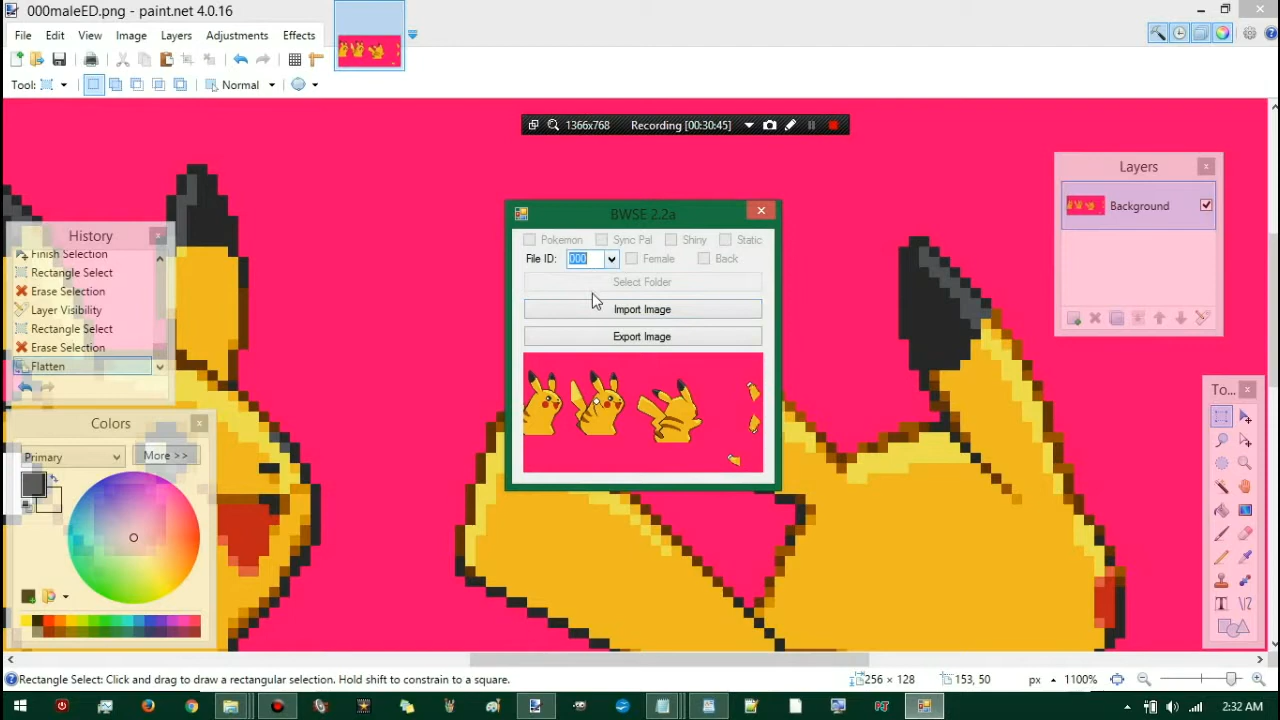 000maleED.png - paint.net 4.0.16
File Edit View Image Layers Adjustments Effects
Tool: Normal
1366x768 Recording [00:30:45]
Layers
Background
BWSE 2.2a
Pokemon Sync Pal Shiny Static
File ID: 000 Female Back
Select Folder
Import Image
Export Image
History
Finish Selection
Rectangle Select
Erase Selection
Layer Visibility
Rectangle Select
Erase Selection
Flatten
Colors
Primary More >>
To...
Rectangle Select: Click and drag to draw a rectangular selection. Hold shift to constrain to a square. 256 × 128 153, 50 px 1100%
2:32 AM